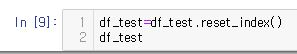 In [9]:
1 df_test=df_test.reset_index()
2 df_test